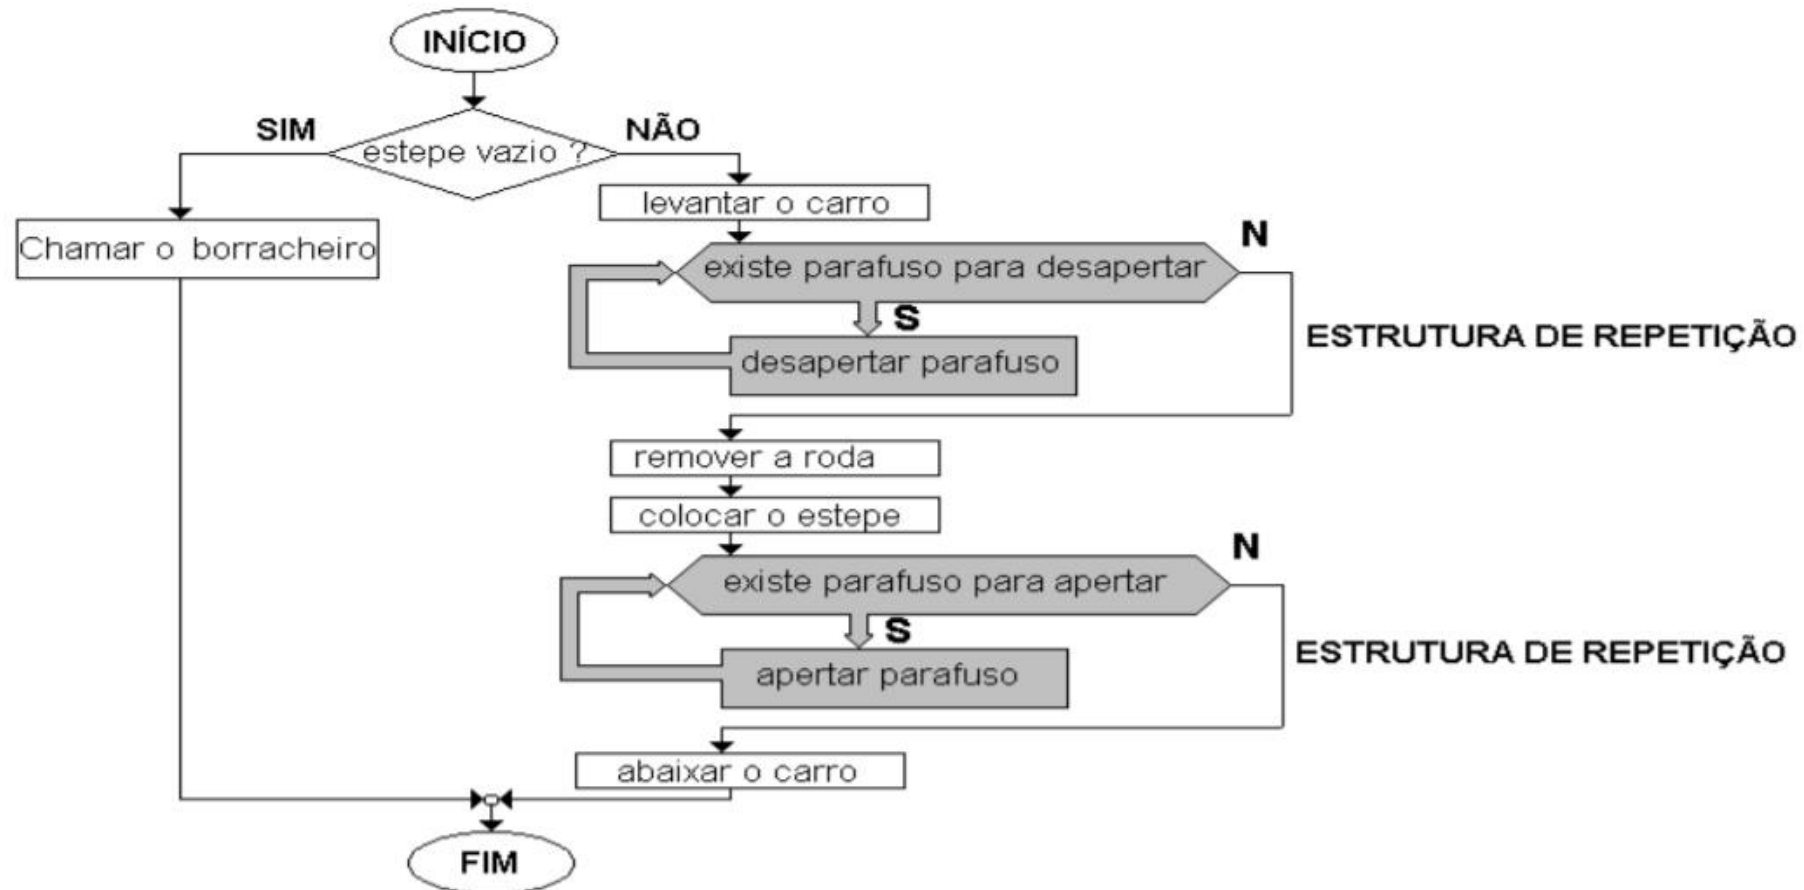 INÍCIO
SIM
NÃO
estepe vazio ?
levantar o carro
Chamar o borracheiro
N
existe parafuso para desapertar
S
ESTRUTURA DE REPETIÇÃO
desapertar parafuso
remover a roda
colocar o estepe
N
existe parafuso para apertar
S
ESTRUTURA DE REPETIÇÃO
apertar parafuso
abaixar o carro
FIM